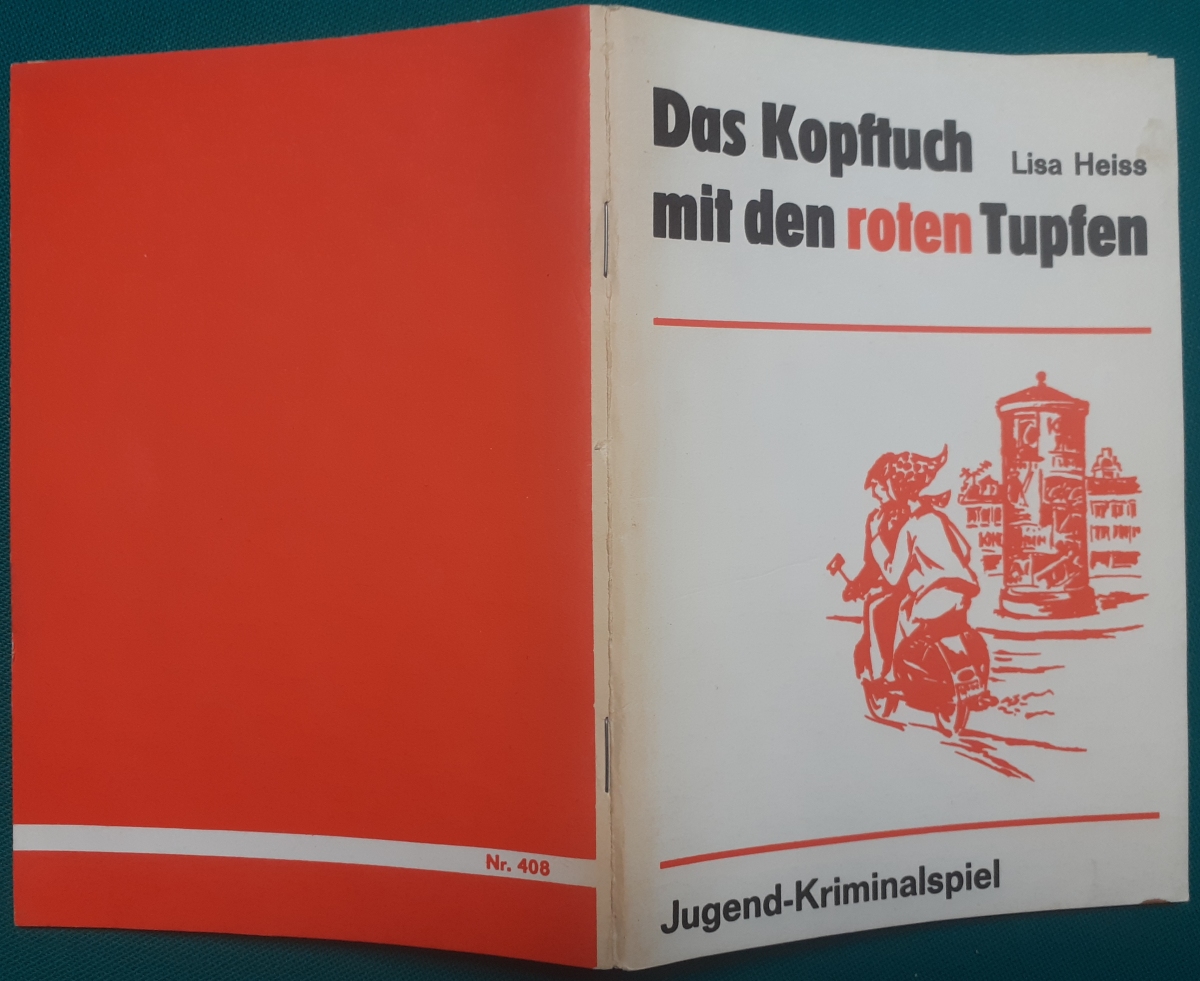 Das Kopftuch
Lisa Heiss
mit den roten Tupfen
Jugend-Kriminalspiel
Nr. 408